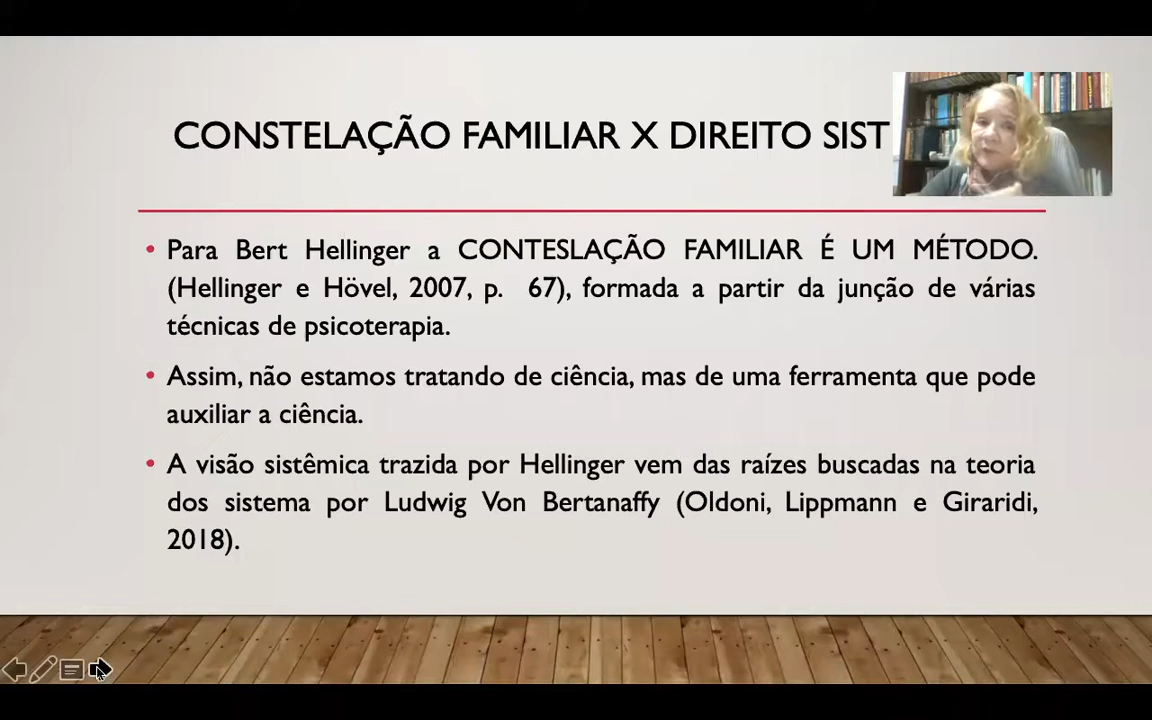 CONSTELAÇÃO FAMILIAR X DIREITO SIST
• Para Bert Hellinger a CONTESLAÇÃO FAMILIAR É UM MÉTODO.
(Hellinger e Hövel, 2007, p. 67), formada a partir da junção de várias
técnicas de psicoterapia.
• Assim, não estamos tratando de ciência, mas de uma ferramenta que pode
auxiliar a ciência.
• A visão sistêmica trazida por Hellinger vem das raízes buscadas na teoria
dos sistema por Ludwig Von Bertanaffy (Oldoni, Lippmann e Giraridi,
2018).